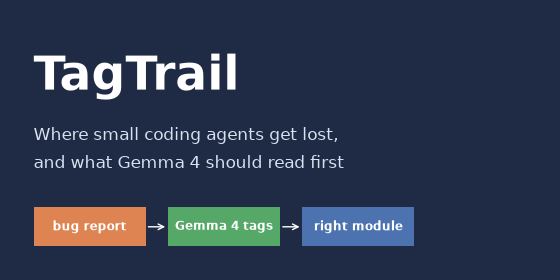 TagTrail
Where small coding agents get lost,
and what Gemma 4 should read first
bug report
Gemma 4 tags
right module